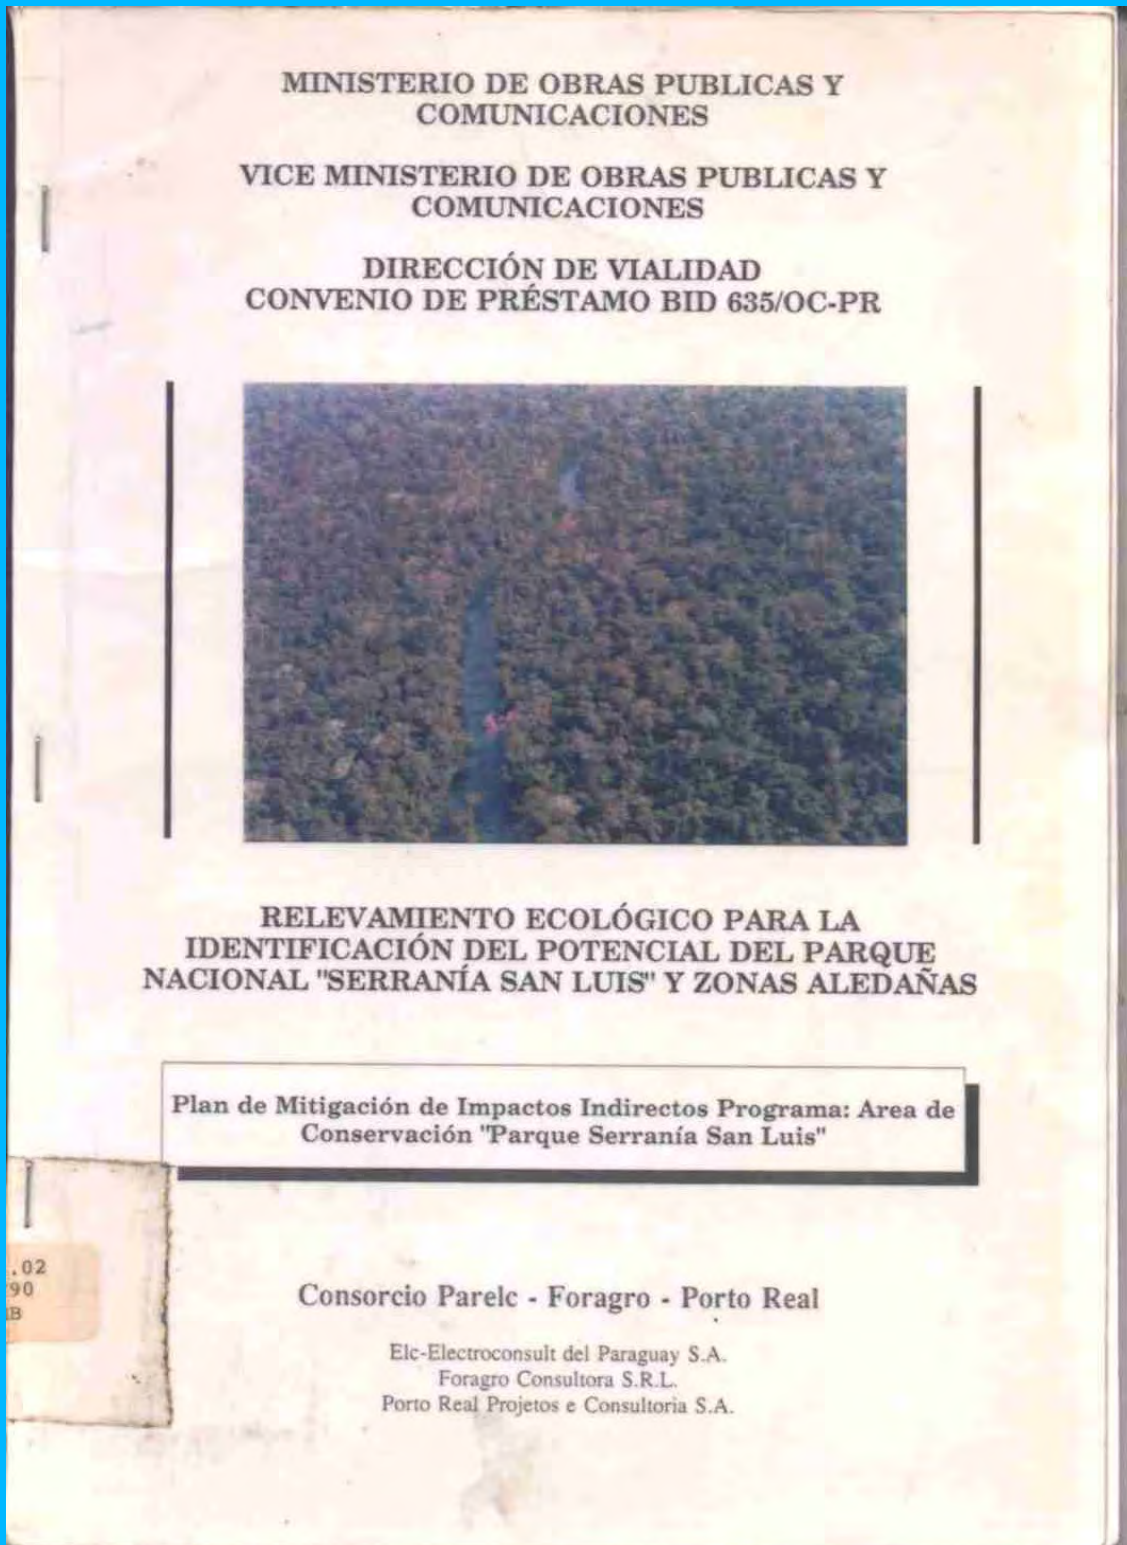 MINISTERIO DE OBRAS PUBLICAS Y
COMUNICACIONES
VICE MINISTERIO DE OBRAS PUBLICAS Y
COMUNICACIONES
DIRECCIÓN DE VIALIDAD
CONVENIO DE PRÉSTAMO BID 635/OC-PR
RELEVAMIENTO ECOLÓGICO PARA LA
IDENTIFICACIÓN DEL POTENCIAL DEL PARQUE
NACIONAL "SERRANÍA SAN LUIS" Y ZONAS ALEDAÑAS
Plan de Mitigación de Impactos Indirectos Programa: Area de
Conservación "Parque Serranía San Luis"
.02
90
B
Consorcio Parelc - Foragro - Porto Real
Elc-Electroconsult del Paraguay S.A.
Foragro Consultora S.R.L.
Porto Real Projetos e Consultoria S.A.